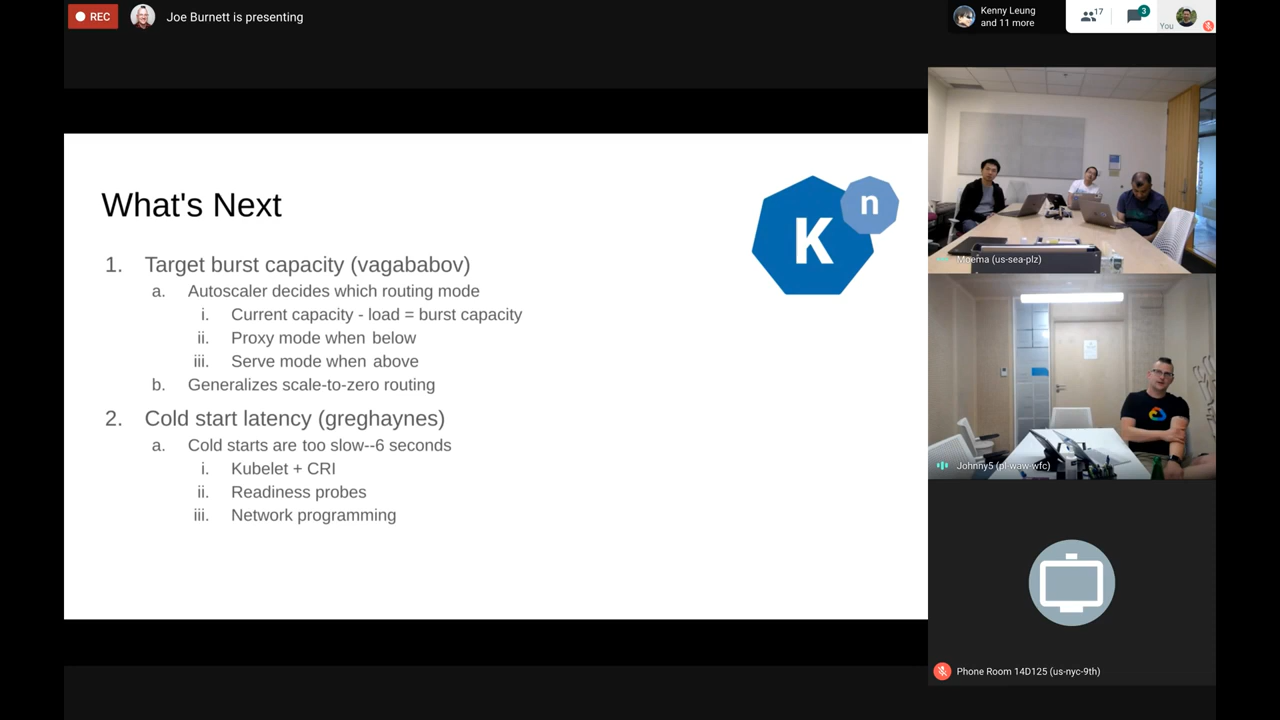 REC
Joe Burnett is presenting
Kenny Leung
and 11 more
17
3
You
What's Next
K
n
1. Target burst capacity (vagababov)
a. Autoscaler decides which routing mode
i. Current capacity - load = burst capacity
ii. Proxy mode when below
iii. Serve mode when above
b. Generalizes scale-to-zero routing
2. Cold start latency (greghaynes)
a. Cold starts are too slow--6 seconds
i. Kubelet + CRI
ii. Readiness probes
iii. Network programming
Moema (us-sea-plz)
Johnny5 (pl-waw-wfc)
Phone Room 14D125 (us-nyc-9th)